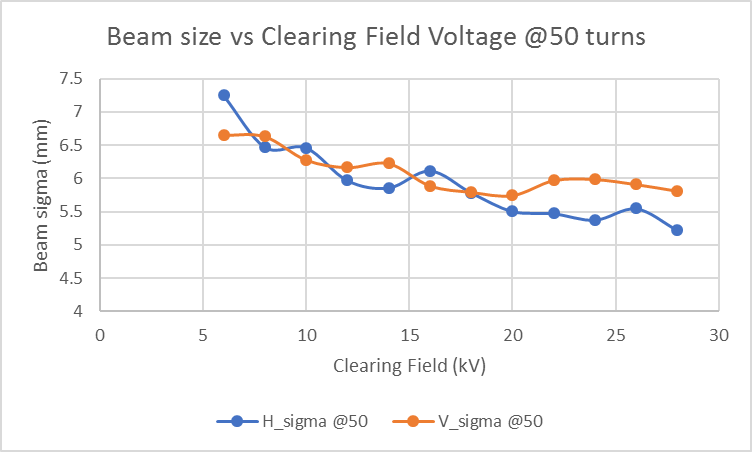 Beam size vs Clearing Field Voltage @50 turns
7.5
7
6.5
6
5.5
5
4.5
4
Beam sigma (mm)
0 5 10 15 20 25 30
Clearing Field (kV)
H_sigma @50 V_sigma @50